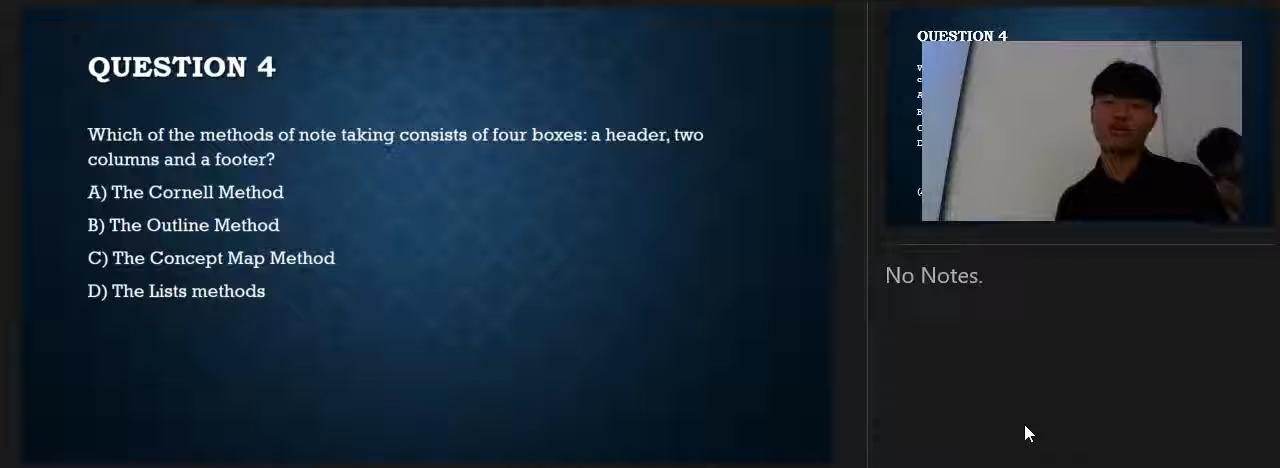 QUESTION 4
Which of the methods of note taking consists of four boxes: a header, two
columns and a footer?
A) The Cornell Method
B) The Outline Method
C) The Concept Map Method
D) The Lists methods
QUESTION 4
No Notes.